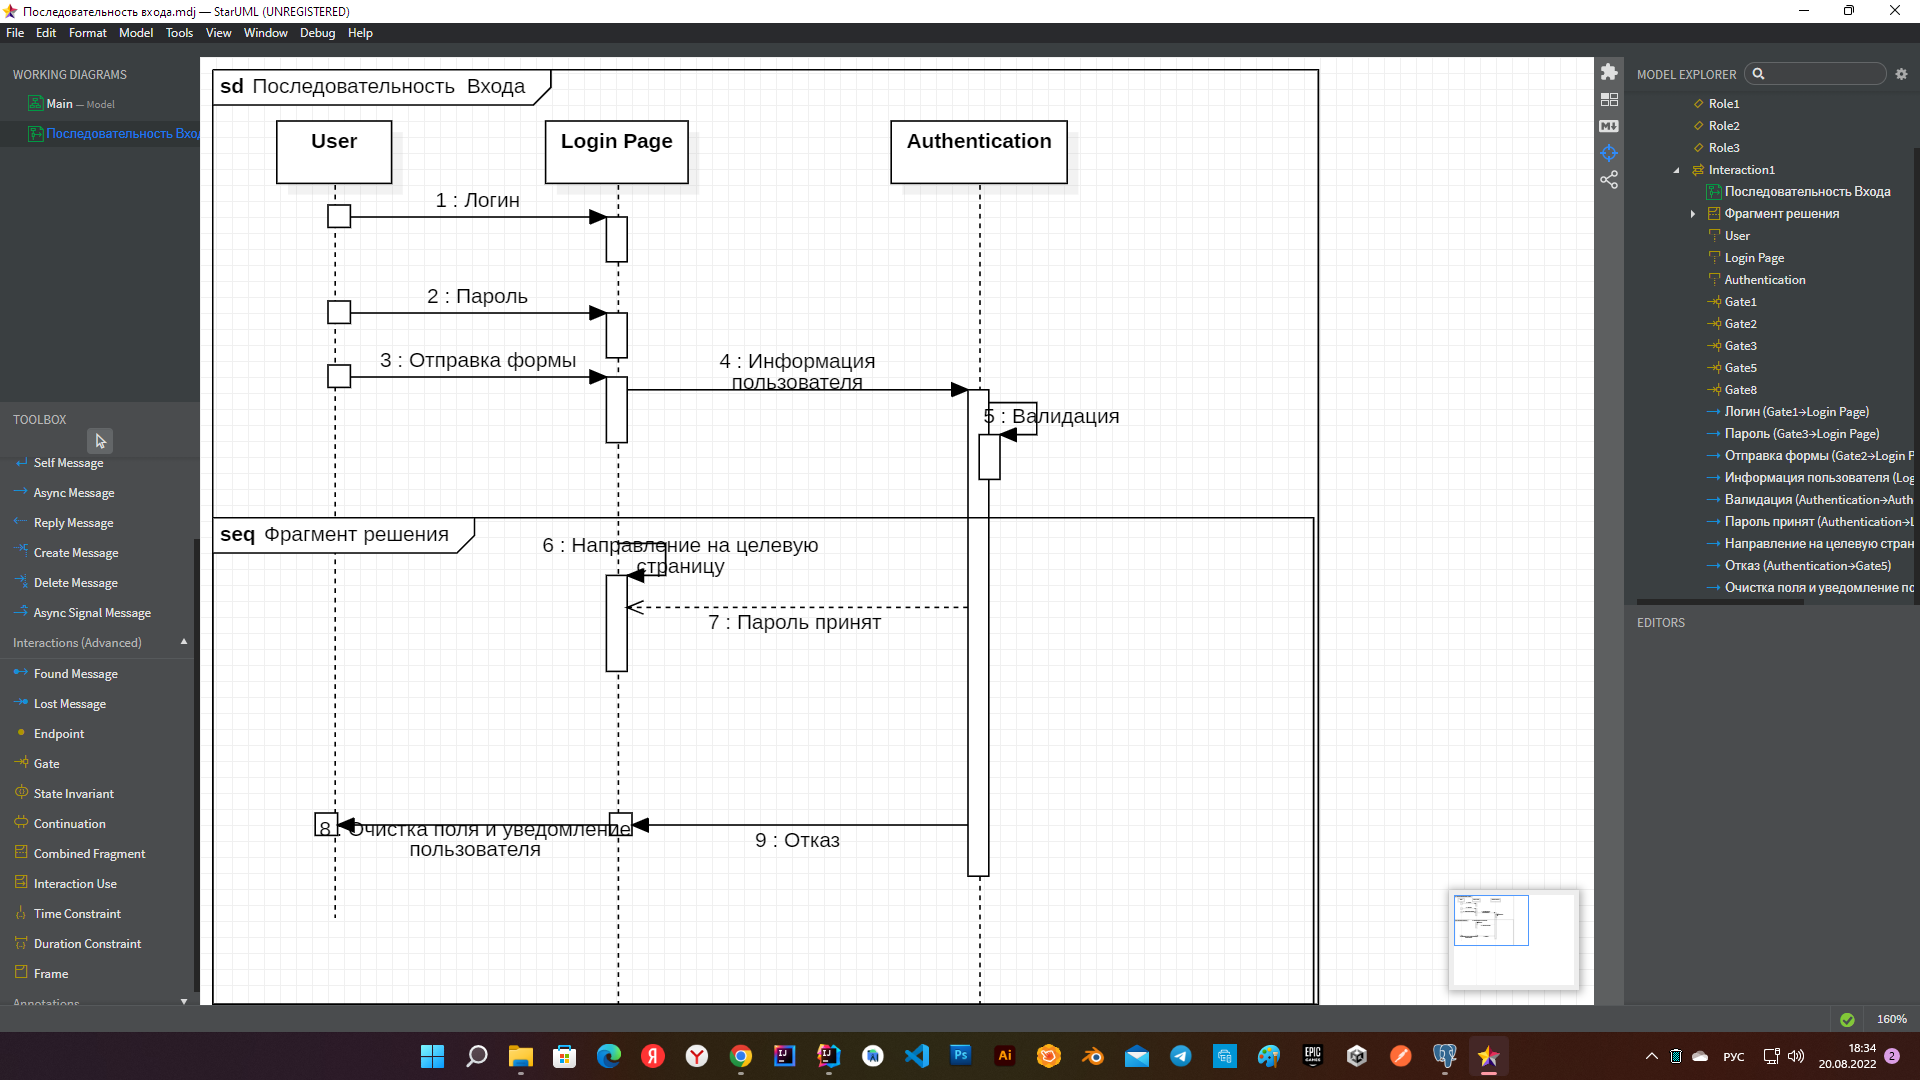 Последовательность входа.mdj — StarUML (UNREGISTERED)
File Edit Format Model Tools View Window Debug Help
WORKING DIAGRAMS
Main — Model
Последовательность Вхо
TOOLBOX
Self Message
Async Message
Reply Message
Create Message
Delete Message
Async Signal Message
Interactions (Advanced)
Found Message
Lost Message
Endpoint
Gate
State Invariant
Continuation
Combined Fragment
Interaction Use
Time Constraint
Duration Constraint
Frame
Annotations
sd Последовательность Входа
User
Login Page
Authentication
1 : Логин
2 : Пароль
3 : Отправка формы
4 : Информация
пользователя
5 : Валидация
seq Фрагмент решения
6 : Направление на целевую
страницу
7 : Пароль принят
8 : Очистка поля и уведомление
пользователя
9 : Отказ
MODEL EXPLORER
Role1
Role2
Role3
Interaction1
Последовательность Входа
Фрагмент решения
User
Login Page
Authentication
Gate1
Gate2
Gate3
Gate5
Gate8
Логин (Gate1→Login Page)
Пароль (Gate3→Login Page)
Отправка формы (Gate2→Login P
Информация пользователя (Log
Валидация (Authentication→Auth
Пароль принят (Authentication→L
Направление на целевую стран
Отказ (Authentication→Gate5)
Очистка поля и уведомление по
EDITORS
160%
РУС
18:34
20.08.2022
2